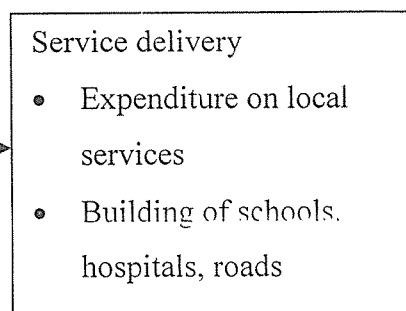 Service delivery
• Expenditure on local
services
• Building of schools,
hospitals, roads